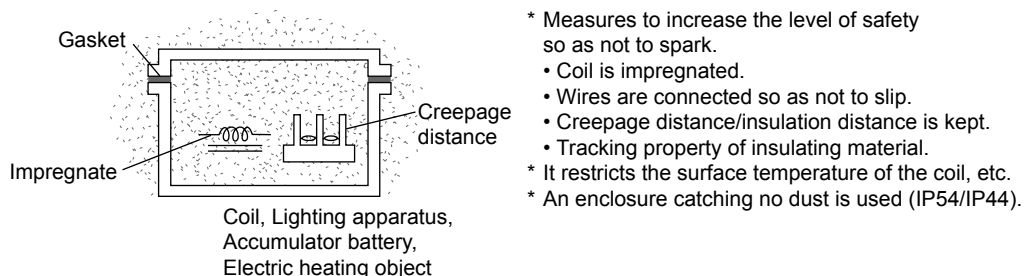 Gasket
Creepage
distance
Impregnate
Coil, Lighting apparatus,
Accumulator battery,
Electric heating object
* Measures to increase the level of safety
so as not to spark.
• Coil is impregnated.
• Wires are connected so as not to slip.
• Creepage distance/insulation distance is kept.
• Tracking property of insulating material.
* It restricts the surface temperature of the coil, etc.
* An enclosure catching no dust is used (IP54/IP44).